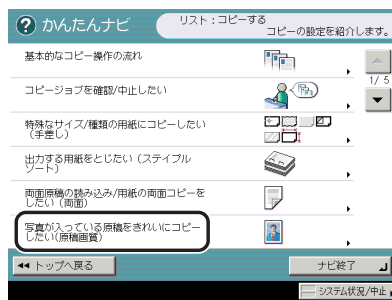 ? かんたんナビ
リスト：コピーする
コピーの設定を紹介します。
基本的なコピー操作の流れ
コピージョブを確認/中止したい
1/ 5
特殊なサイズ/種類の用紙にコピーしたい
（手差し）
出力する用紙をとじたい（ステイプル
ソート）
両面原稿の読み込み/用紙の両面コピーを
したい（両面）
写真が入っている原稿をきれいにコピー
したい(原稿画質)
トップへ戻る
ナビ終了
システム状況/中止